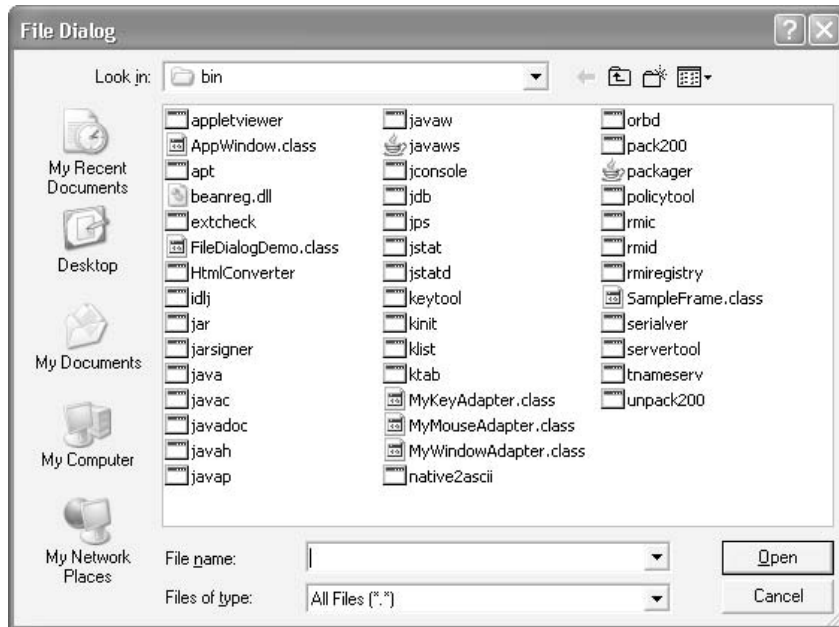 File Dialog
Look in: bin
My Recent
Documents
Desktop
My Documents
My Computer
My Network
Places
appletviewer
AppWindow.class
apt
beanreg.dll
extcheck
FileDialogDemo.class
HtmlConverter
idlj
jar
jarsigner
java
javac
javadoc
javah
javap
javaw
javaws
jconsole
jdb
jps
jstat
jstatd
keytool
kinit
klist
ktab
MyKeyAdapter.class
MyMouseAdapter.class
MyWindowAdapter.class
native2ascii
orbd
pack200
packager
policytool
rmic
rmid
rmiregistry
SampleFrame.class
serialver
servertool
tnameserv
unpack200
File name:
Open
Files of type: All Files (*.*)
Cancel